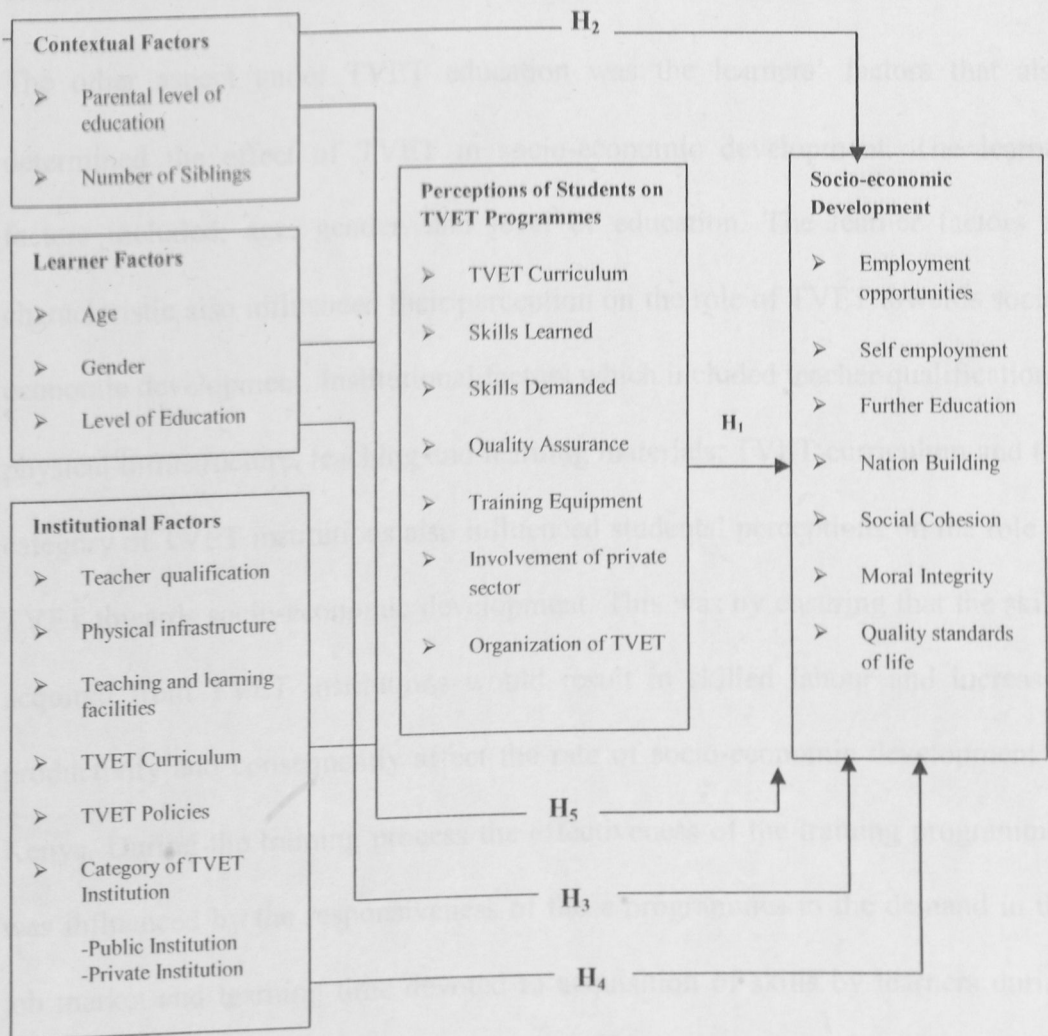 H2
Contextual Factors
➢ Parental level of
education
➢ Number of Siblings
Learner Factors
➢ Age
➢ Gender
➢ Level of Education
Institutional Factors
➢ Teacher qualification
➢ Physical infrastructure
➢ Teaching and learning
facilities
➢ TVET Curriculum
➢ TVET Policies
➢ Category of TVET
Institution
-Public Institution
-Private Institution
Perceptions of Students on
TVET Programmes
➢ TVET Curriculum
➢ Skills Learned
➢ Skills Demanded
➢ Quality Assurance
➢ Training Equipment
➢ Involvement of private
sector
➢ Organization of TVET
H1
Socio-economic
Development
➢ Employment
opportunities
➢ Self employment
➢ Further Education
➢ Nation Building
➢ Social Cohesion
➢ Moral Integrity
➢ Quality standards
of life
H5
H3
H4